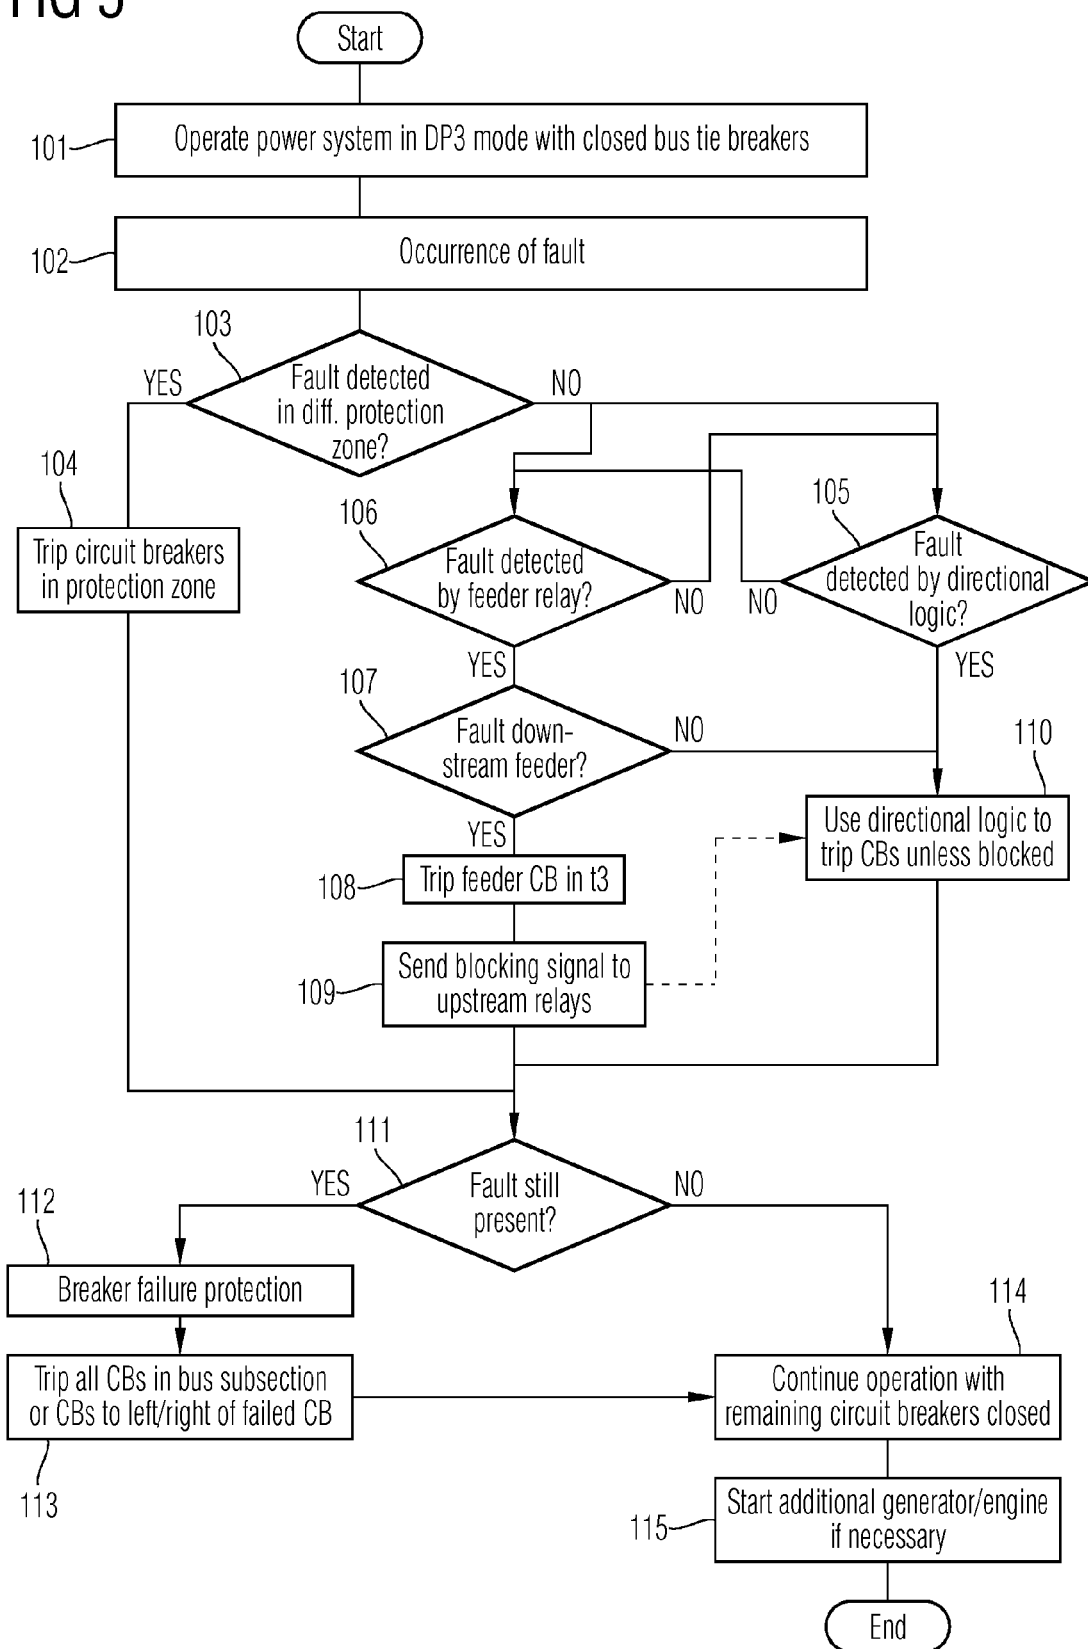 Start
101
Operate power system in DP3 mode with closed bus tie breakers
102
Occurrence of fault
103
YES
Fault detected
in diff. protection
zone?
NO
104
Trip circuit breakers
in protection zone
106
Fault detected
by feeder relay?
NO
YES
105
Fault
detected by directional
logic?
NO
YES
107
Fault down-
stream feeder?
NO
YES
110
Use directional logic to
trip CBs unless blocked
108
Trip feeder CB in t3
109
Send blocking signal to
upstream relays
111
YES
Fault still
present?
NO
112
Breaker failure protection
Trip all CBs in bus subsection
or CBs to left/right of failed CB
113
114
Continue operation with
remaining circuit breakers closed
115
Start additional generator/engine
if necessary
End